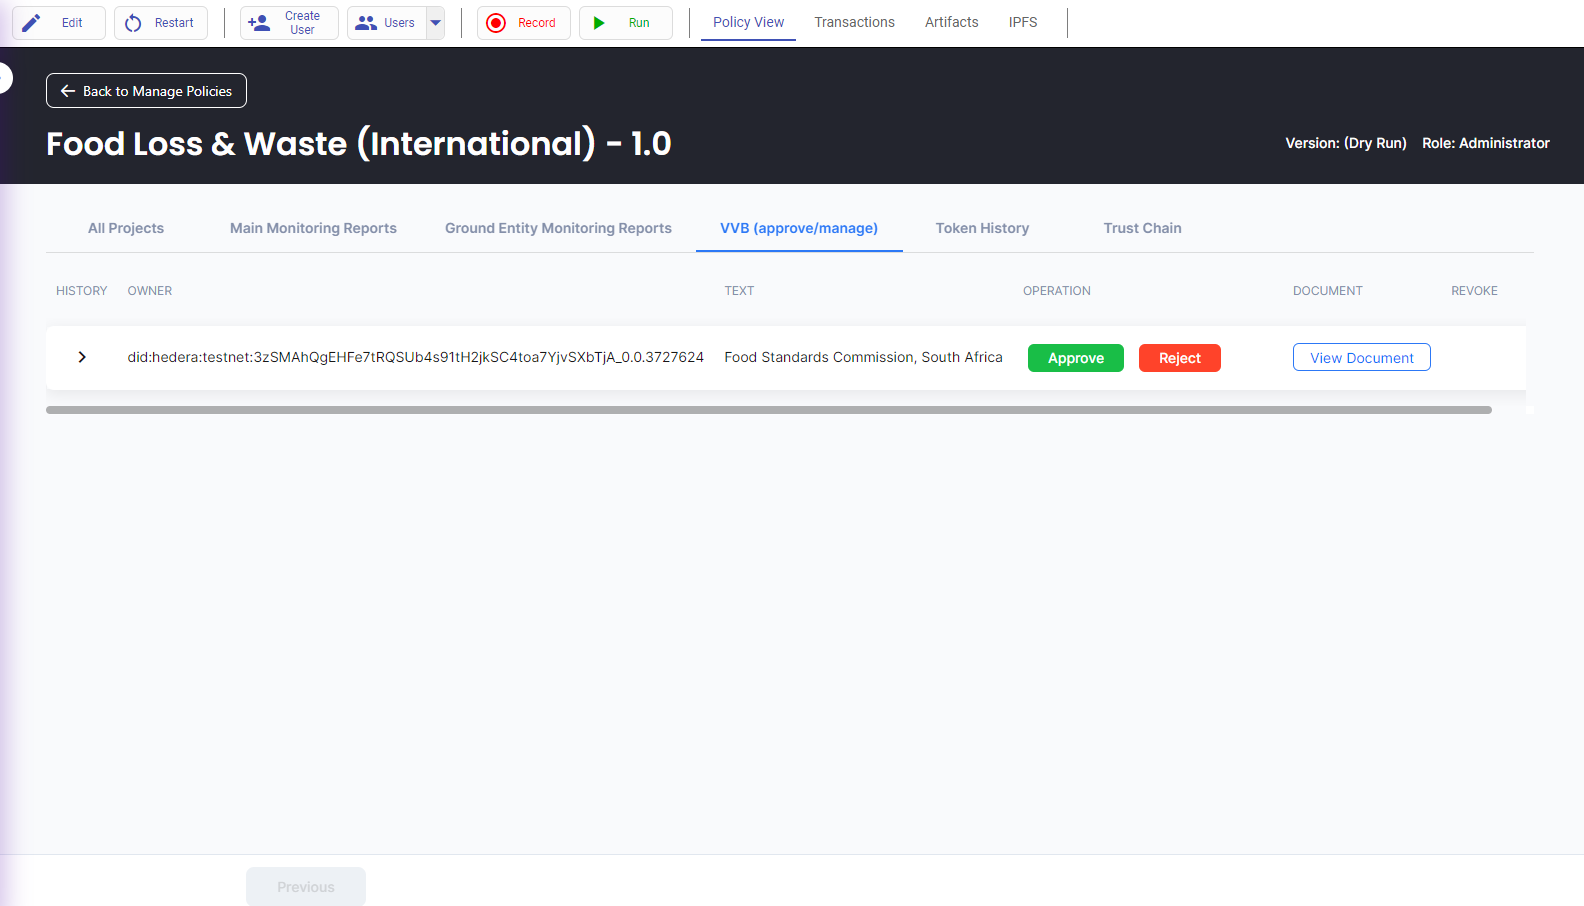 Edit
Restart
Create
User
Users
Record
Run
Policy View
Transactions
Artifacts
IPFS
Back to Manage Policies
Food Loss & Waste (International) - 1.0
Version: (Dry Run)
Role: Administrator
All Projects
Main Monitoring Reports
Ground Entity Monitoring Reports
VVB (approve/manage)
Token History
Trust Chain
HISTORY
OWNER
TEXT
OPERATION
DOCUMENT
REVOKE
did:hedera:testnet:3zSMAhQgEHFe7tRQSUb4s91tH2jkSC4toa7YjvSXbTjA_0.0.3727624
Food Standards Commission, South Africa
Approve
Reject
View Document
Previous